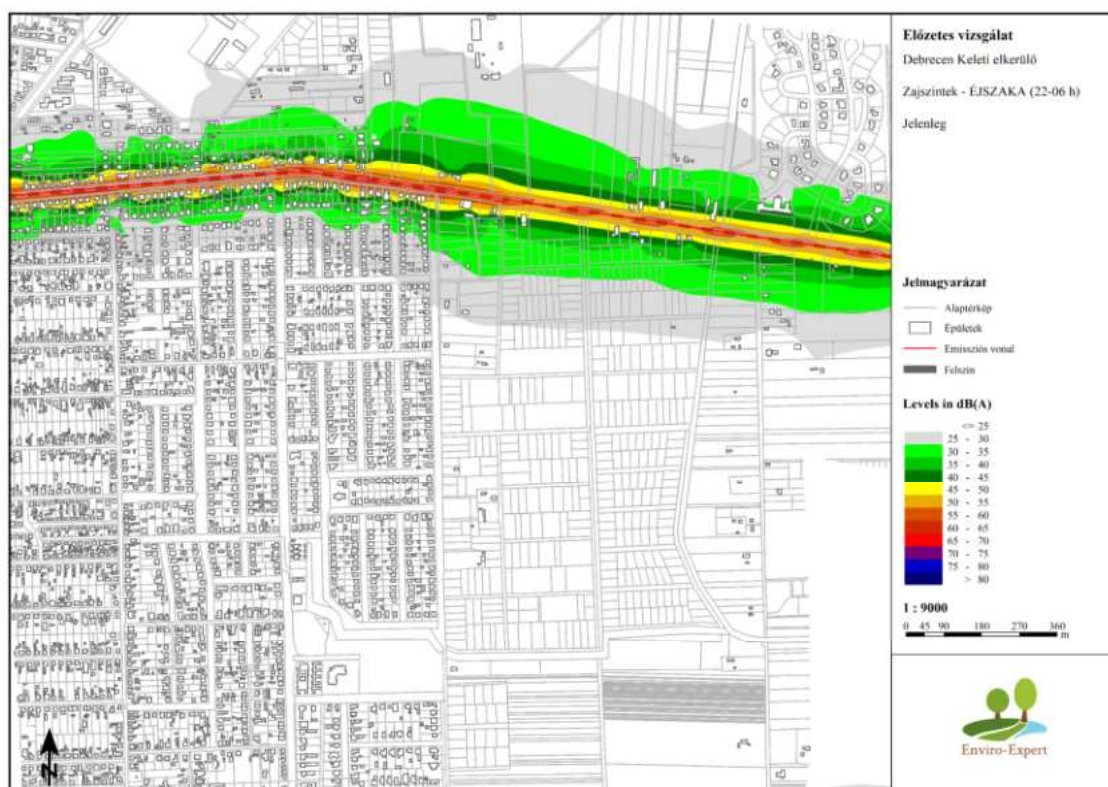 Előzetes vizsgálat
Debrecen Keleti elkerülő
Zajszintek - ÉJSZAKA (22-06 h)
Jelenleg
Jelmagyarázat
Alaptérkép
Épületek
Emissziós vonal
Felszín
Levels in dB(A)
<= 25
25 - 30
30 - 35
35 - 40
40 - 45
45 - 50
50 - 55
55 - 60
60 - 65
65 - 70
70 - 75
75 - 80
> 80
1 : 9000
0 45 90 180 270 360
m
Enviro-Expert
N